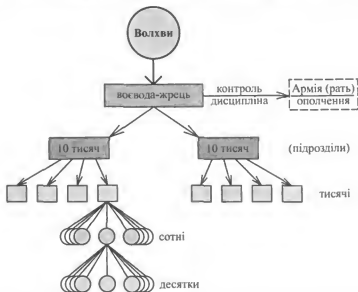 Волхви
воєвода-жрець
контроль
дисципліна
Армія (рать)
ополчення
10 тисяч
10 тисяч
(підрозділи)
тисячі
сотні
десятки